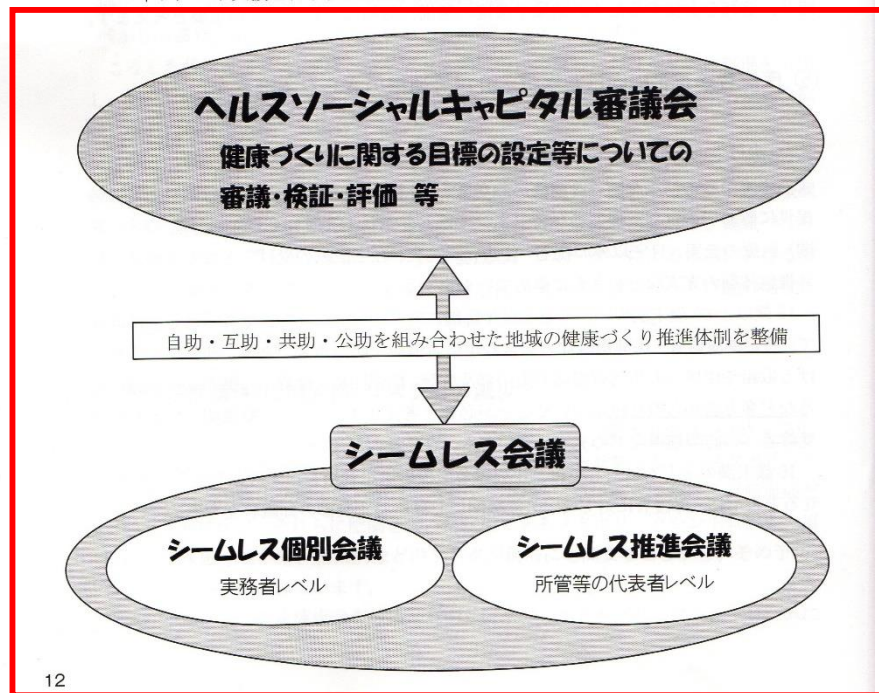 ヘルスソーシャルキャピタル審議会
健康づくりに関する目標の設定等についての
審議・検証・評価 等
自助・互助・共助・公助を組み合わせた地域の健康づくり推進体制を整備
シームレス会議
シームレス個別会議
実務者レベル
シームレス推進会議
所管等の代表者レベル
12